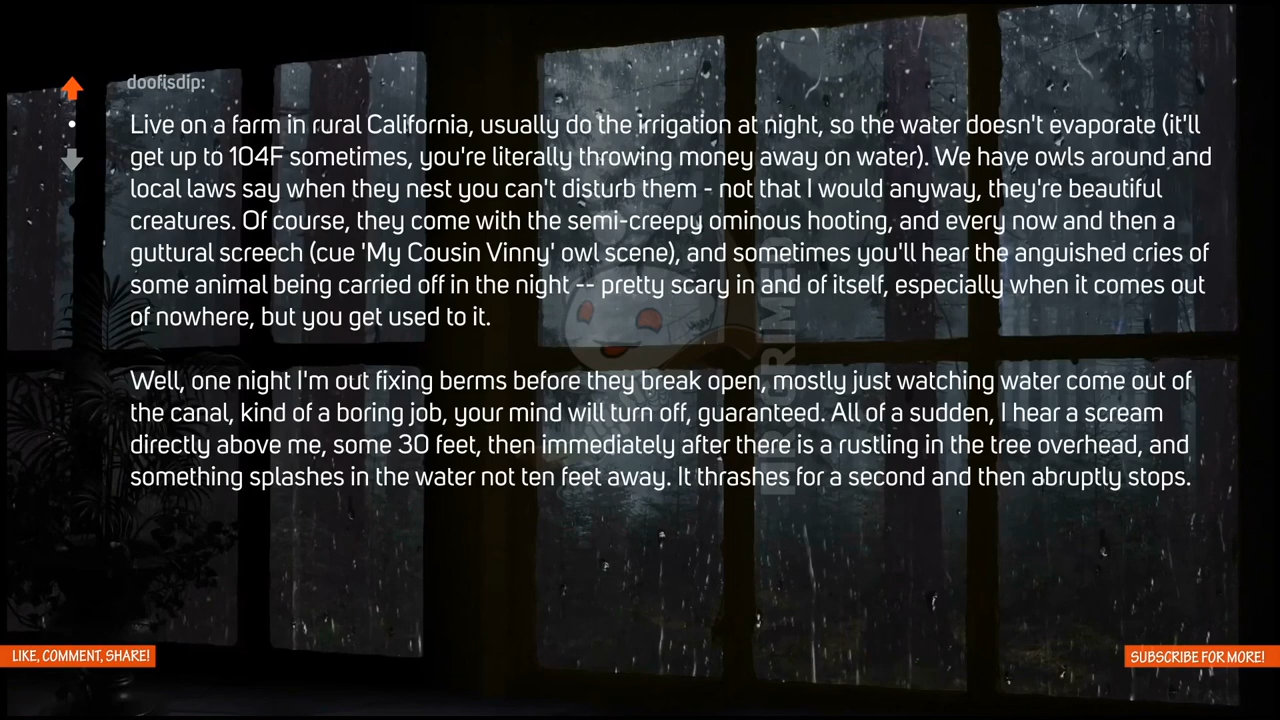 doofisdip:
Live on a farm in rural California, usually do the irrigation at night, so the water doesn't evaporate (it'll
get up to 104F sometimes, you're literally throwing money away on water). We have owls around and
local laws say when they nest you can't disturb them - not that I would anyway, they're beautiful
creatures. Of course, they come with the semi-creepy ominous hooting, and every now and then a
guttural screech (cue 'My Cousin Vinny' owl scene), and sometimes you'll hear the anguished cries of
some animal being carried off in the night -- pretty scary in and of itself, especially when it comes out
of nowhere, but you get used to it.
Well, one night I'm out fixing berms before they break open, mostly just watching water come out of
the canal, kind of a boring job, your mind will turn off, guaranteed. All of a sudden, I hear a scream
directly above me, some 30 feet, then immediately after there is a rustling in the tree overhead, and
something splashes in the water not ten feet away. It thrashes for a second and then abruptly stops.
LIKE, COMMENT, SHARE!
SUBSCRIBE FOR MORE!